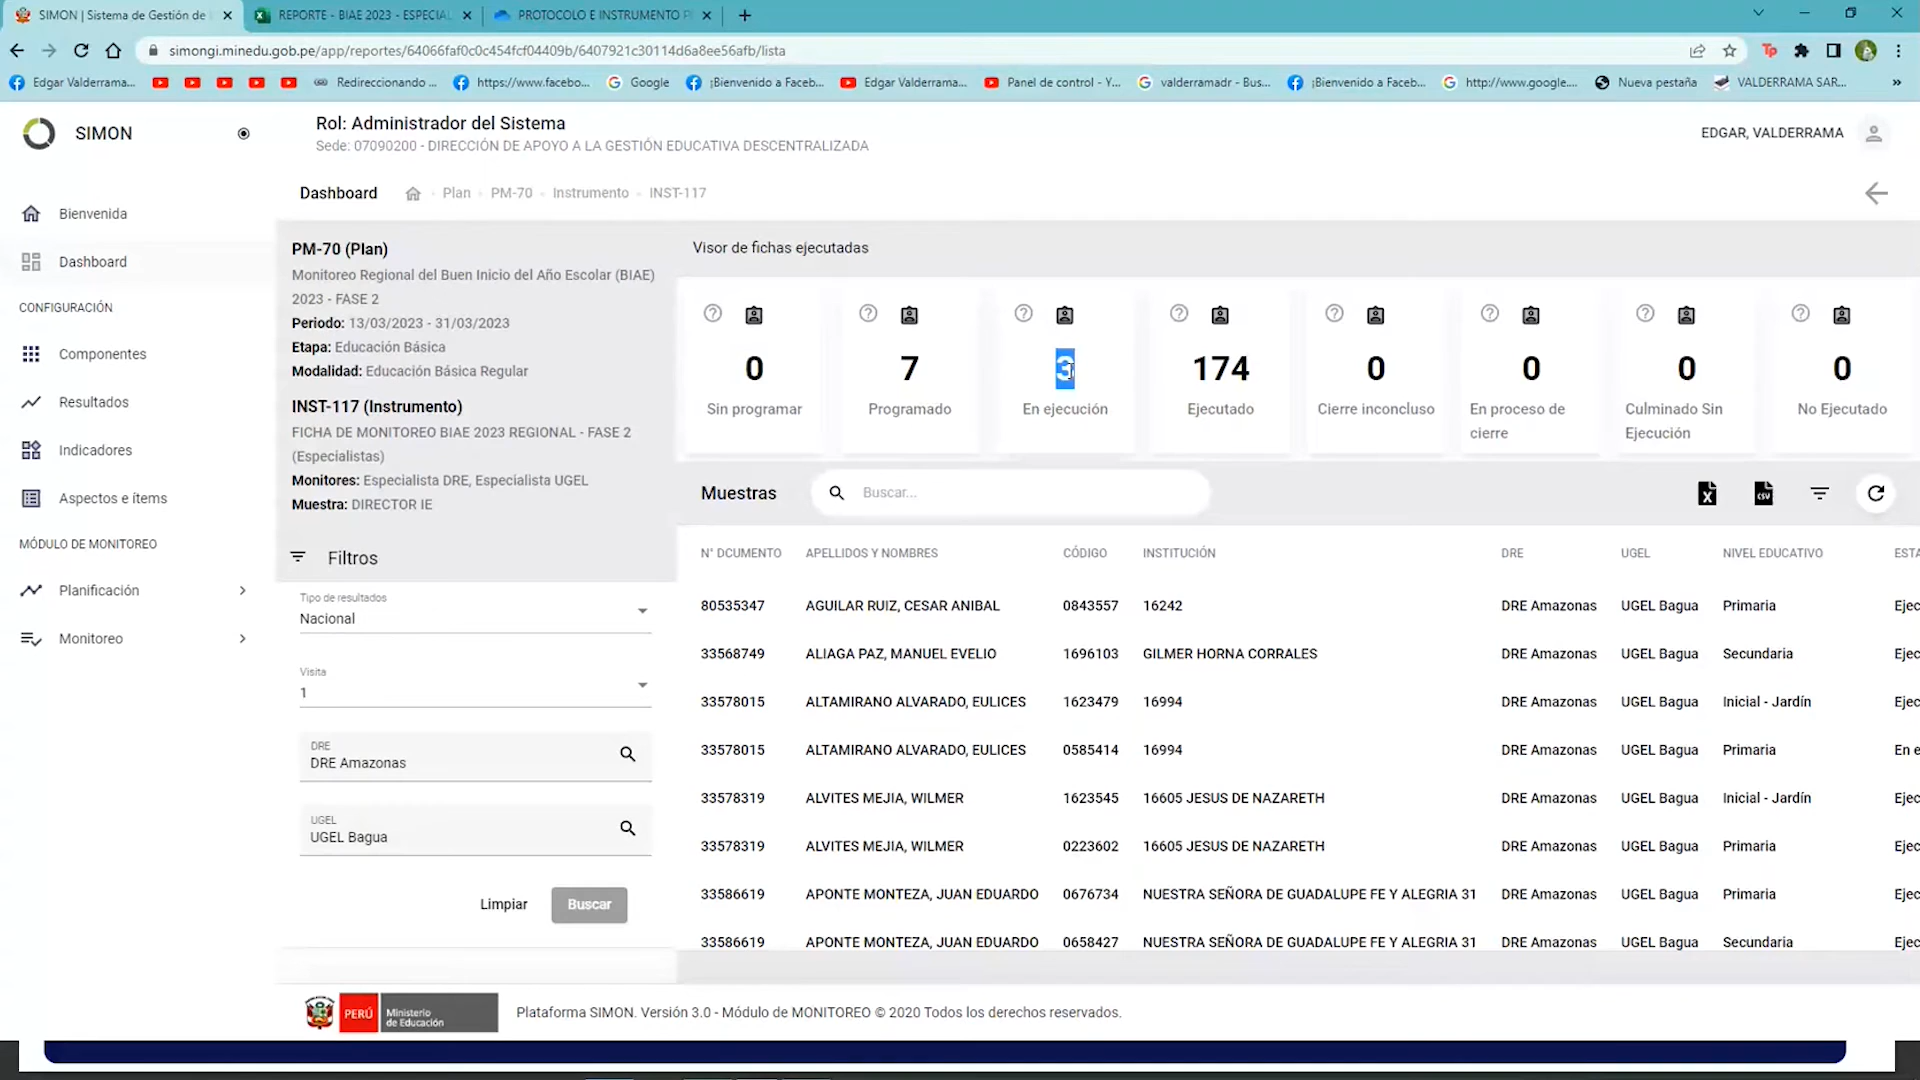 SIMON | Sistema de Gestión de
REPORTE - BIAE 2023 - ESPECIAL
PROTOCOLO E INSTRUMENTO
simongi.minedu.gob.pe/app/reportes/64066faf0c0c454fcf04409b/6407921c30114d6a8ee56afb/lista
Edgar Valderrama... Redireccionando ... https://www.facebo... Google ¡Bienvenido a Faceb... Edgar Valderrama... Panel de control - Y... valderramadr - Bus... ¡Bienvenido a Faceb... http://www.google.... Nueva pestaña VALDERRAMA SAR... »
SIMON
Rol: Administrador del Sistema
Sede: 07090200 - DIRECCIÓN DE APOYO A LA GESTIÓN EDUCATIVA DESCENTRALIZADA
EDGAR, VALDERRAMA
Dashboard Plan PM-70 Instrumento INST-117
Bienvenida
Dashboard
CONFIGURACIÓN
Componentes
Resultados
Indicadores
Aspectos e ítems
MÓDULO DE MONITOREO
Planificación
Monitoreo
PM-70 (Plan)
Monitoreo Regional del Buen Inicio del Año Escolar (BIAE)
2023 - FASE 2
Periodo: 13/03/2023 - 31/03/2023
Etapa: Educación Básica
Modalidad: Educación Básica Regular
INST-117 (Instrumento)
FICHA DE MONITOREO BIAE 2023 REGIONAL - FASE 2
(Especialistas)
Monitores: Especialista DRE, Especialista UGEL
Muestra: DIRECTOR IE
Filtros
Tipo de resultados
Nacional
Visita
1
DRE
DRE Amazonas
UGEL
UGEL Bagua
Limpiar Buscar
Visor de fichas ejecutadas
0 7 3 174 0 0 0 0
Sin programar Programado En ejecución Ejecutado Cierre inconcluso En proceso de Culminado Sin No Ejecutado
cierre Ejecución
Muestras Buscar...
X CSV
N° DCUMENTO APELLIDOS Y NOMBRES CÓDIGO INSTITUCIÓN DRE UGEL NIVEL EDUCATIVO ESTA
80535347 AGUILAR RUIZ, CESAR ANIBAL 0843557 16242 DRE Amazonas UGEL Bagua Primaria Ejec
33568749 ALIAGA PAZ, MANUEL EVELIO 1696103 GILMER HORNA CORRALES DRE Amazonas UGEL Bagua Secundaria Ejec
33578015 ALTAMIRANO ALVARADO, EULICES 1623479 16994 DRE Amazonas UGEL Bagua Inicial - Jardín Ejec
33578015 ALTAMIRANO ALVARADO, EULICES 0585414 16994 DRE Amazonas UGEL Bagua Primaria En e
33578319 ALVITES MEJIA, WILMER 1623545 16605 JESUS DE NAZARETH DRE Amazonas UGEL Bagua Inicial - Jardín Ejec
33578319 ALVITES MEJIA, WILMER 0223602 16605 JESUS DE NAZARETH DRE Amazonas UGEL Bagua Primaria Ejec
33586619 APONTE MONTEZA, JUAN EDUARDO 0676734 NUESTRA SEÑORA DE GUADALUPE FE Y ALEGRIA 31 DRE Amazonas UGEL Bagua Primaria Ejec
33586619 APONTE MONTEZA, JUAN EDUARDO 0658427 NUESTRA SEÑORA DE GUADALUPE FE Y ALEGRIA 31 DRE Amazonas UGEL Bagua Secundaria Ejec
PERÚ Ministerio
de Educación
Plataforma SIMON. Versión 3.0 - Módulo de MONITOREO © 2020 Todos los derechos reservados.